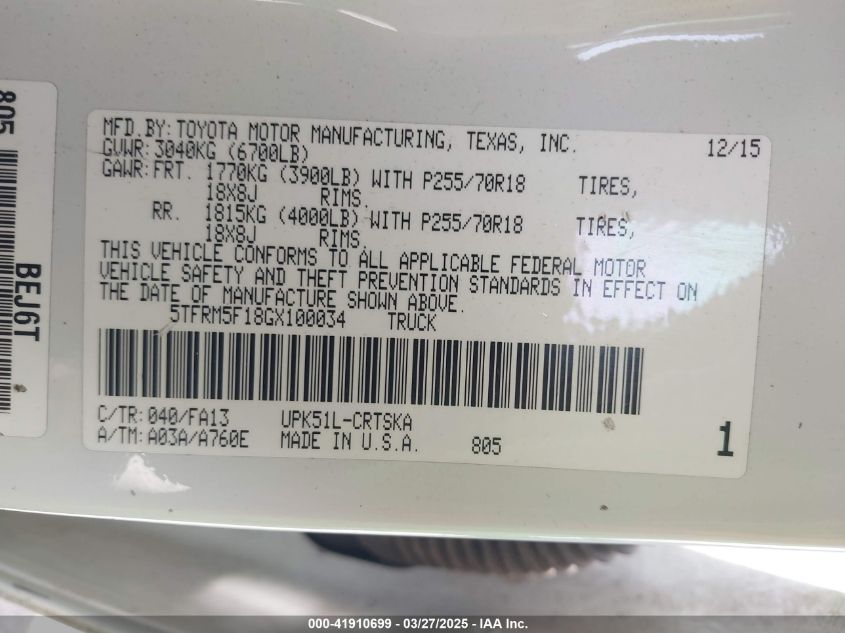 MFD.BY:TOYOTA MOTOR MANUFACTURING, TEXAS, INC. 12/15
GVWR:3040KG (6700LB)
GAWR:FRT. 1770KG (3900LB) WITH P255/70R18 TIRES,
18X8J RIMS,
RR. 1815KG (4000LB) WITH P255/70R18 TIRES,
18X8J RIMS,
THIS VEHICLE CONFORMS TO ALL APPLICABLE FEDERAL MOTOR
VEHICLE SAFETY AND THEFT PREVENTION STANDARDS IN EFFECT ON
THE DATE OF MANUFACTURE SHOWN ABOVE.
5TFRM5F18GX100034 TRUCK
C/TR:040/FA13 UPK51L-CRTSKA
A/TM:A03A/A760E MADE IN U.S.A. 805 1
805
BEJ6T
000-41910699 - 03/27/2025 - IAA Inc.